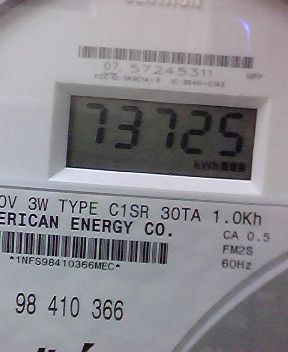 07 57245311
73725
kWh
0V 3W TYPE C1SR 30TA 1.0Kh
ERICAN ENERGY CO.
CA 0.5
FM2S
60Hz
*1NFS98410366MEC*
98 410 366